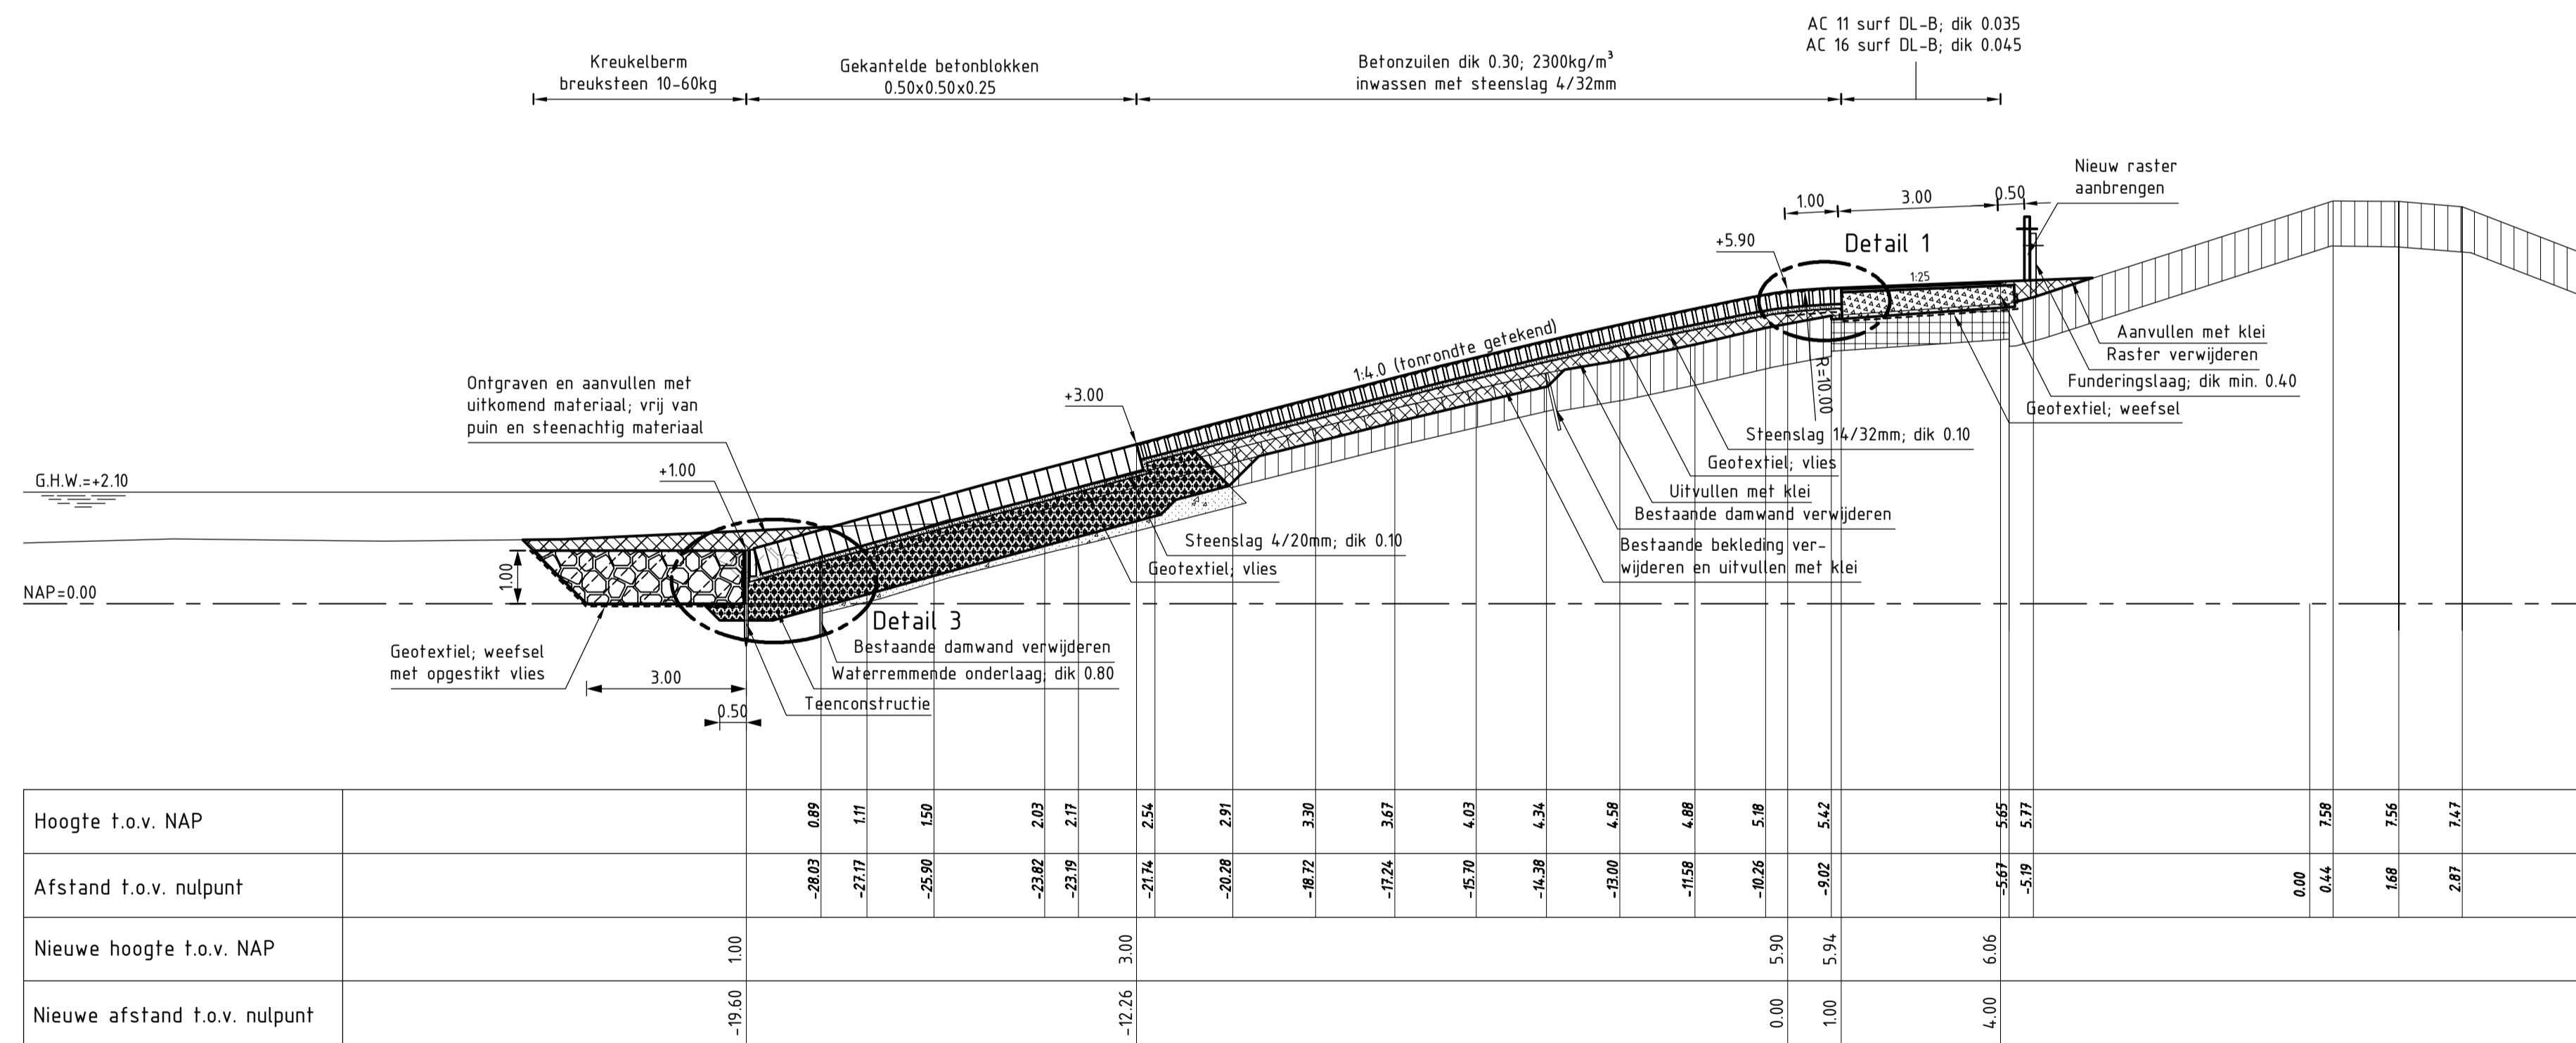 AC 11 surf DL-B; dik 0.035
AC 16 surf DL-B; dik 0.045
Kreukelberm
breuksteen 10-60kg
Gekantelde betonblokken
0.50x0.50x0.25
Betonzuilen dik 0.30; 2300kg/m³
inwassen met steenslag 4/32mm
Nieuw raster
aanbrengen
1.00
3.00
0.50
+5.90
Detail 1
1:25
1:4.0 (tonrondte getekend)
R=10.00
Aanvullen met klei
Raster verwijderen
Funderingslaag; dik min. 0.40
Geotextiel; weefsel
Steenslag 14/32mm; dik 0.10
Geotextiel; vlies
Uitvullen met klei
Bestaande damwand verwijderen
Bestaande bekleding ver-
wijderen en uitvullen met klei
Ontgraven en aanvullen met
uitkomend materiaal; vrij van
puin en steenachtig materiaal
+3.00
+1.00
G.H.W.=+2.10
NAP=0.00
1.00
Steenslag 4/20mm; dik 0.10
Geotextiel; vlies
Detail 3
Bestaande damwand verwijderen
Waterremmende onderlaag; dik 0.80
Teenconstructie
Geotextiel; weefsel
met opgestikt vlies
3.00
0.50
Hoogte t.o.v. NAP 0.89 1.11 1.50 2.03 2.17 2.54 2.91 3.30 3.67 4.03 4.34 4.58 4.88 5.18 5.42 5.65 5.77 7.58 7.56 7.47
Afstand t.o.v. nulpunt -28.03 -27.17 -25.90 -23.82 -23.19 -21.74 -20.28 -18.72 -17.24 -15.70 -14.38 -13.00 -11.58 -10.26 -9.02 -5.67 -5.19 0.00 0.44 1.68 2.87
Nieuwe hoogte t.o.v. NAP 1.00 3.00 5.90 5.94 6.06
Nieuwe afstand t.o.v. nulpunt -19.60 -12.26 0.00 1.00 4.00